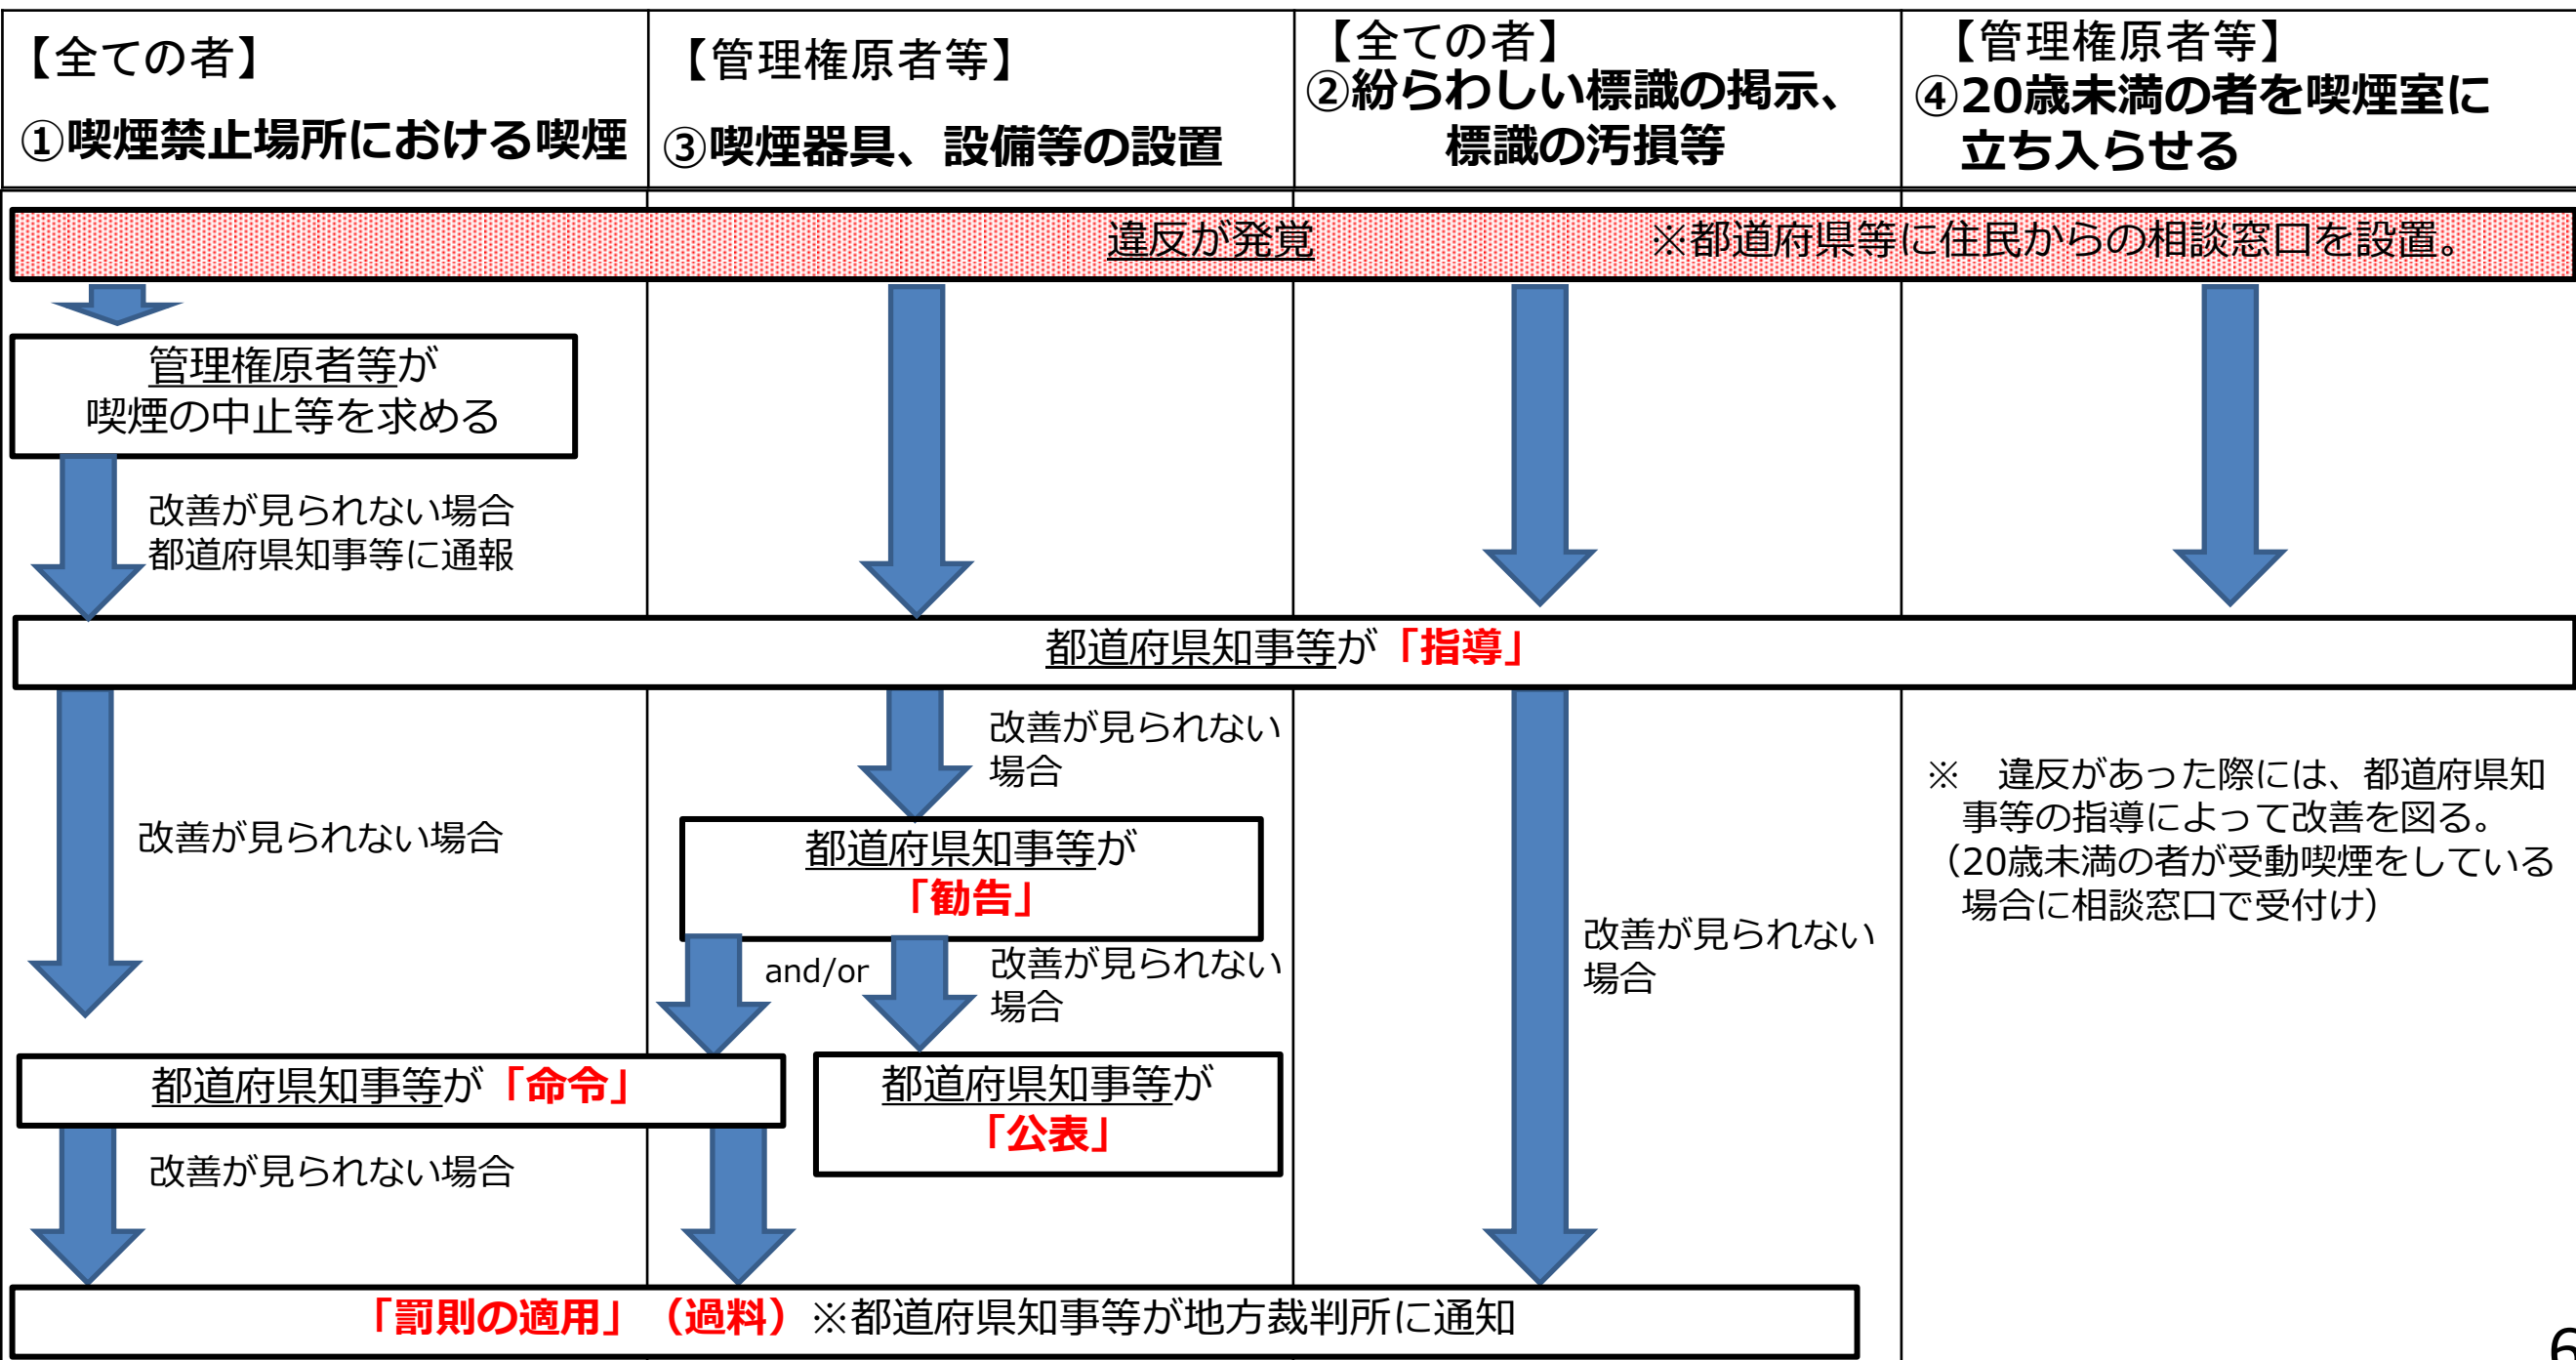 【全ての者】
①喫煙禁止場所における喫煙
【管理権原者等】
③喫煙器具、設備等の設置
【全ての者】
②紛らわしい標識の掲示、
標識の汚損等
【管理権原者等】
④20歳未満の者を喫煙室に
立ち入らせる
違反が発覚 ※都道府県等に住民からの相談窓口を設置。
管理権原者等が
喫煙の中止等を求める
改善が見られない場合
都道府県知事等に通報
都道府県知事等が「指導」
改善が見られない場合
改善が見られない
場合
都道府県知事等が
「勧告」
and/or
改善が見られない
場合
改善が見られない
場合
※ 違反があった際には、都道府県知
事等の指導によって改善を図る。
（20歳未満の者が受動喫煙をしている
場合に相談窓口で受付け）
都道府県知事等が「命令」
都道府県知事等が
「公表」
改善が見られない場合
「罰則の適用」（過料）※都道府県知事等が地方裁判所に通知
6